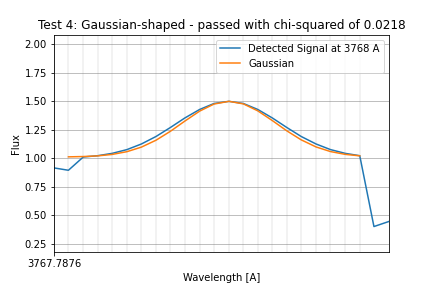 Test 4: Gaussian-shaped - passed with chi-squared of 0.0218
2.00
Detected Signal at 3768 A
Gaussian
1.75
1.50
1.25
Flux
1.00
0.75
0.50
0.25
3767.7876
Wavelength [A]